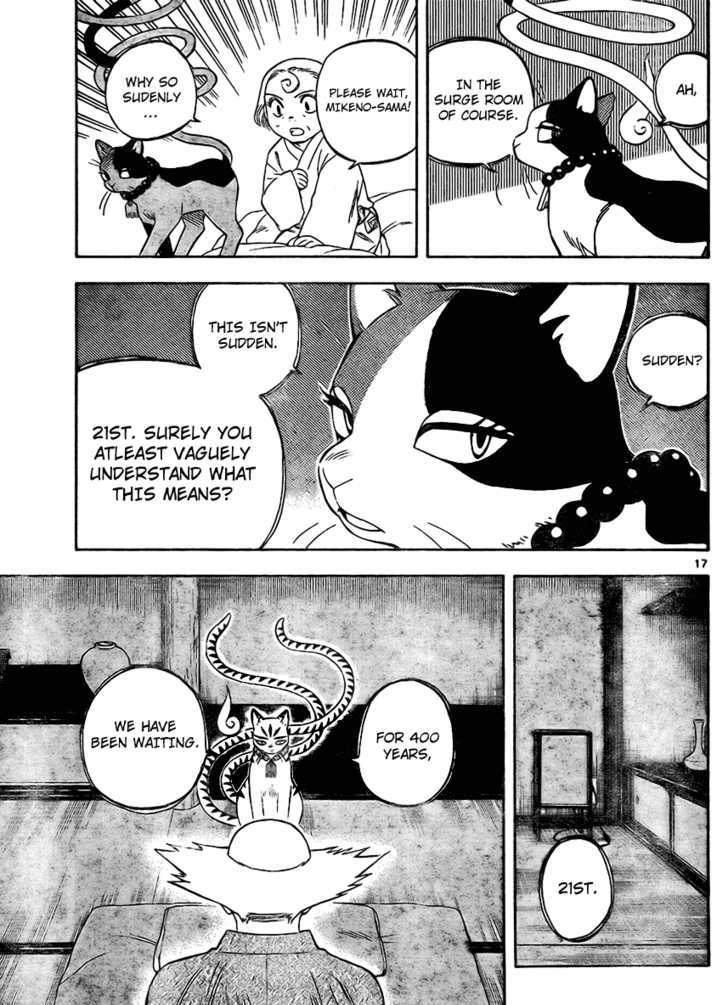 AH,
IN THE
SURGE ROOM
OF COURSE.
PLEASE WAIT,
MIKENO-SAMA!
WHY SO
SUDENLY
...
SUDDEN?
THIS ISN'T
SUDDEN.
21ST. SURELY YOU
ATLEAST VAGUELY
UNDERSTAND WHAT
THIS MEANS?
17
21ST.
FOR 400
YEARS,
WE HAVE
BEEN WAITING.